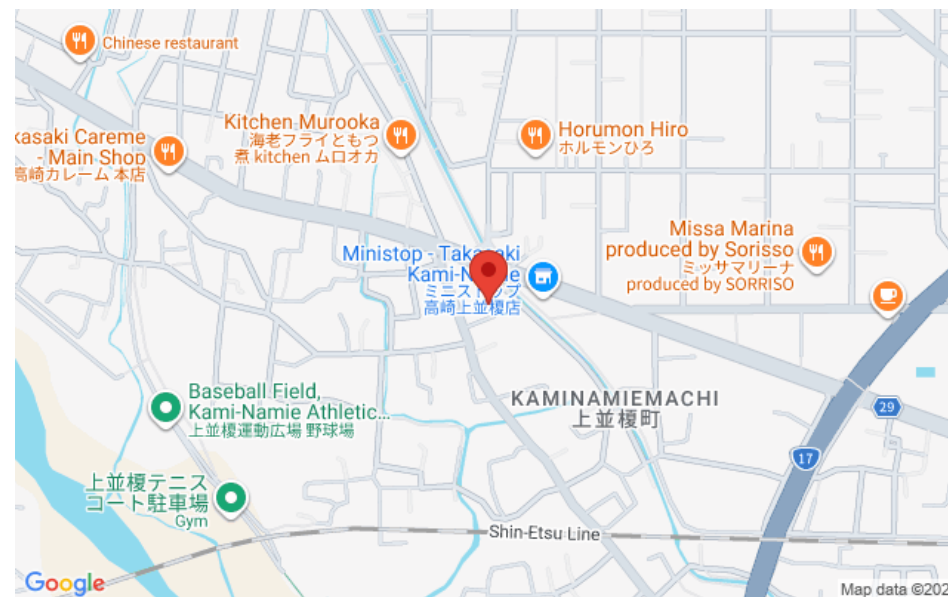 Chinese restaurant
kasaki Careme
- Main Shop
高崎カレーム 本店
Kitchen Murooka
海老フライともつ
煮 kitchen ムロオカ
Horumon Hiro
ホルモンひろ
Missa Marina
produced by Sorisso
ミッサマリーナ
produced by SORRISO
Ministop - Takasaki
Kami-Namie
ミニストップ
高崎上並榎店
Baseball Field,
Kami-Namie Athletic...
上並榎運動広場 野球場
KAMINAMIEMACHI
上並榎町
29
17
上並榎テニス
コート駐車場
Gym
Shin-Etsu Line
Google
Map data ©202